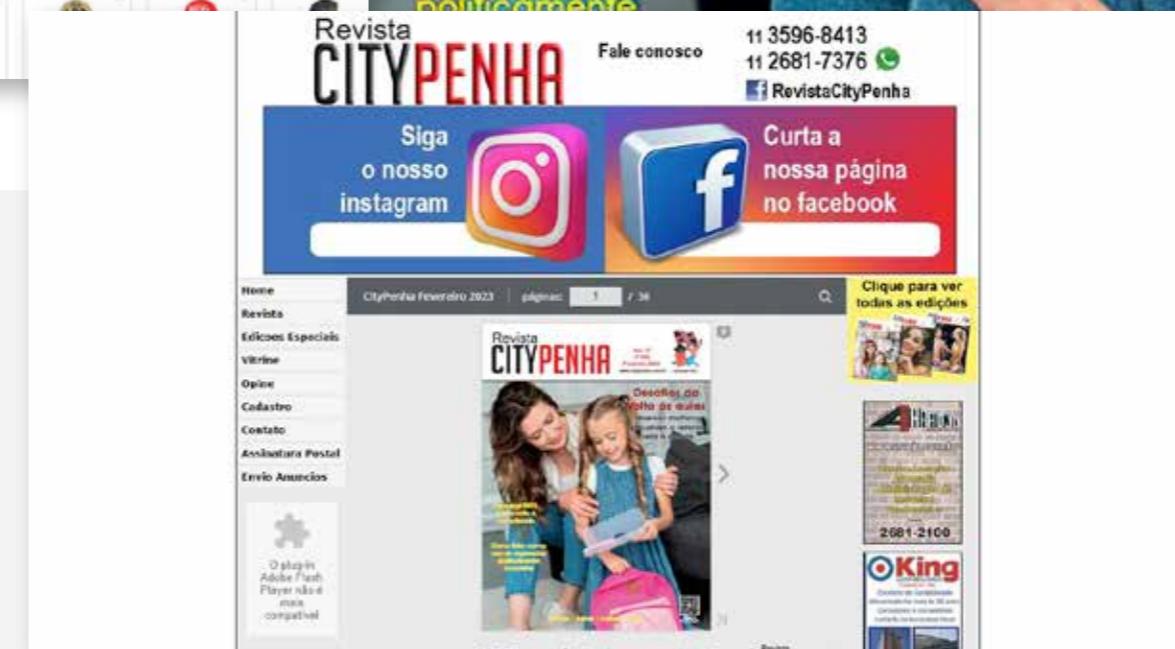 politicamente
Revista
CITYPENHA
Fale conosco
11 3596-8413
11 2681-7376
RevistaCityPenha
Siga
o nosso
instagram
Curta a
nossa página
no facebook
Home
Revista
Edicoes Especiais
Vitrine
Opine
Cadastro
Contato
Assinatura Postal
Envio Anuncios
CityPenha Fevereiro 2023
páginas: 1 / 36
Clique para ver
todas as edições
Revista
CITYPENHA
Desafios da
Volta às aulas
2681-2100
King
O plug-in
Adobe Flash
Player não é
mais
compatível
Revista